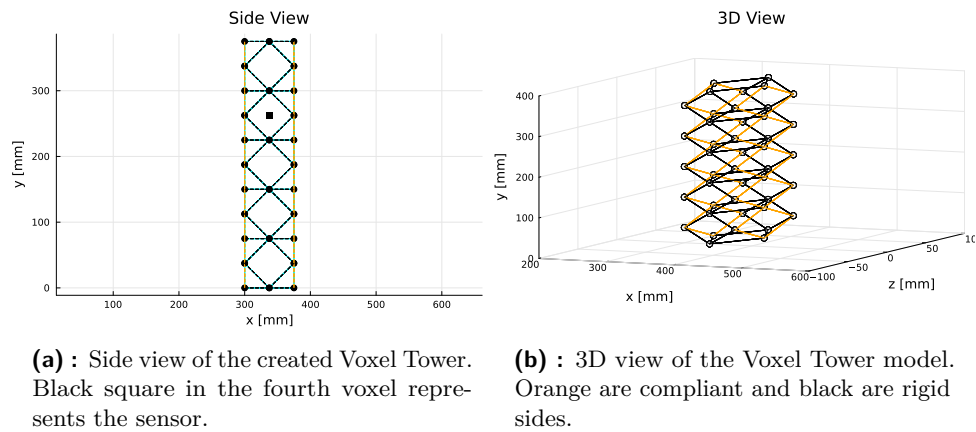 Side View
y [mm]
300
200
100
0
100
200
300
400
500
600
x [mm]
3D View
y [mm]
400
300
200
100
0
200
300
400
500
600
x [mm]
−100
−50
0
50
10
z [mm]
(a) : Side view of the created Voxel Tower.
Black square in the fourth voxel repre-
sents the sensor.
(b) : 3D view of the Voxel Tower model.
Orange are compliant and black are rigid
sides.